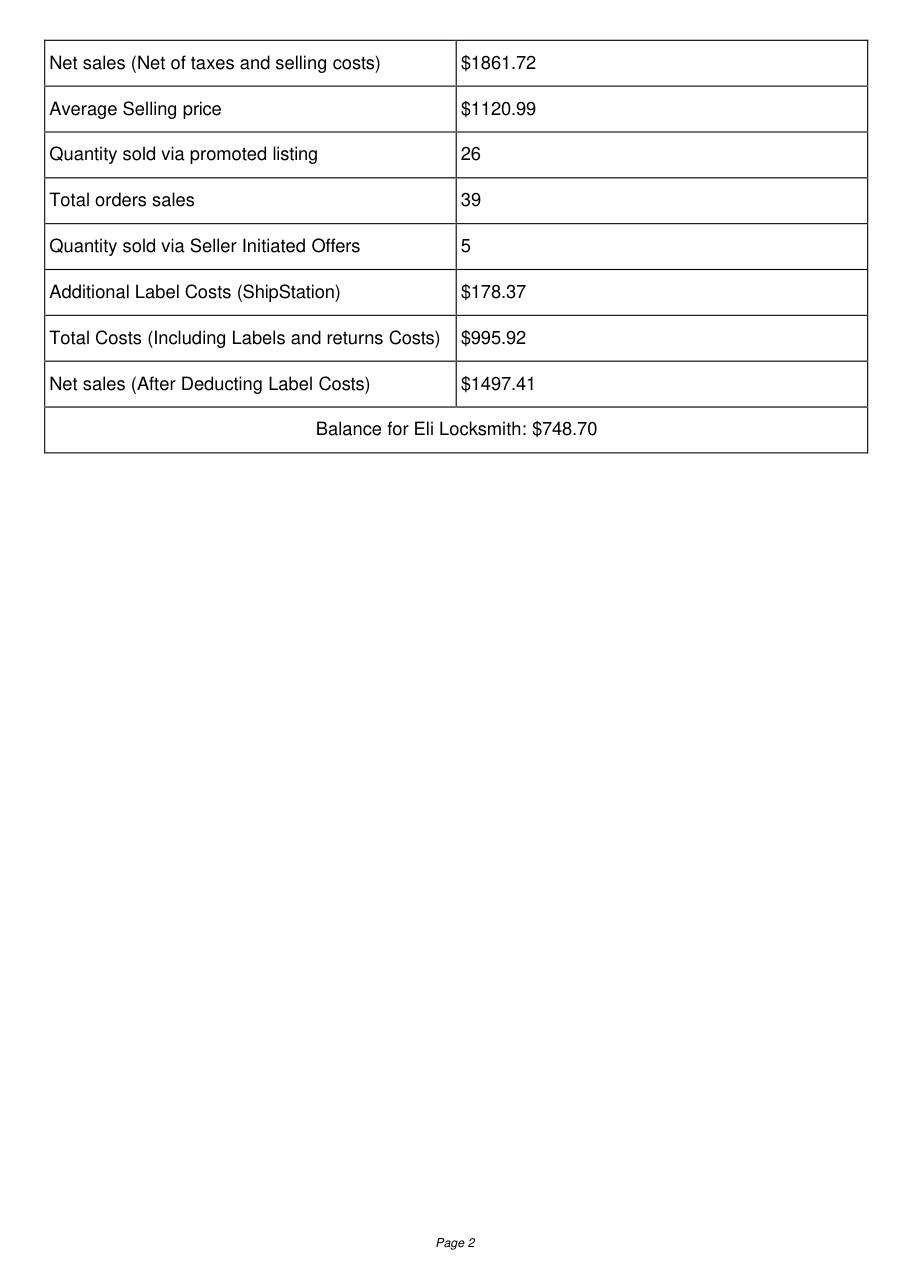 Net sales (Net of taxes and selling costs) $1861.72
Average Selling price $1120.99
Quantity sold via promoted listing 26
Total orders sales 39
Quantity sold via Seller Initiated Offers 5
Additional Label Costs (ShipStation) $178.37
Total Costs (Including Labels and returns Costs) $995.92
Net sales (After Deducting Label Costs) $1497.41
Balance for Eli Locksmith: $748.70
Page 2